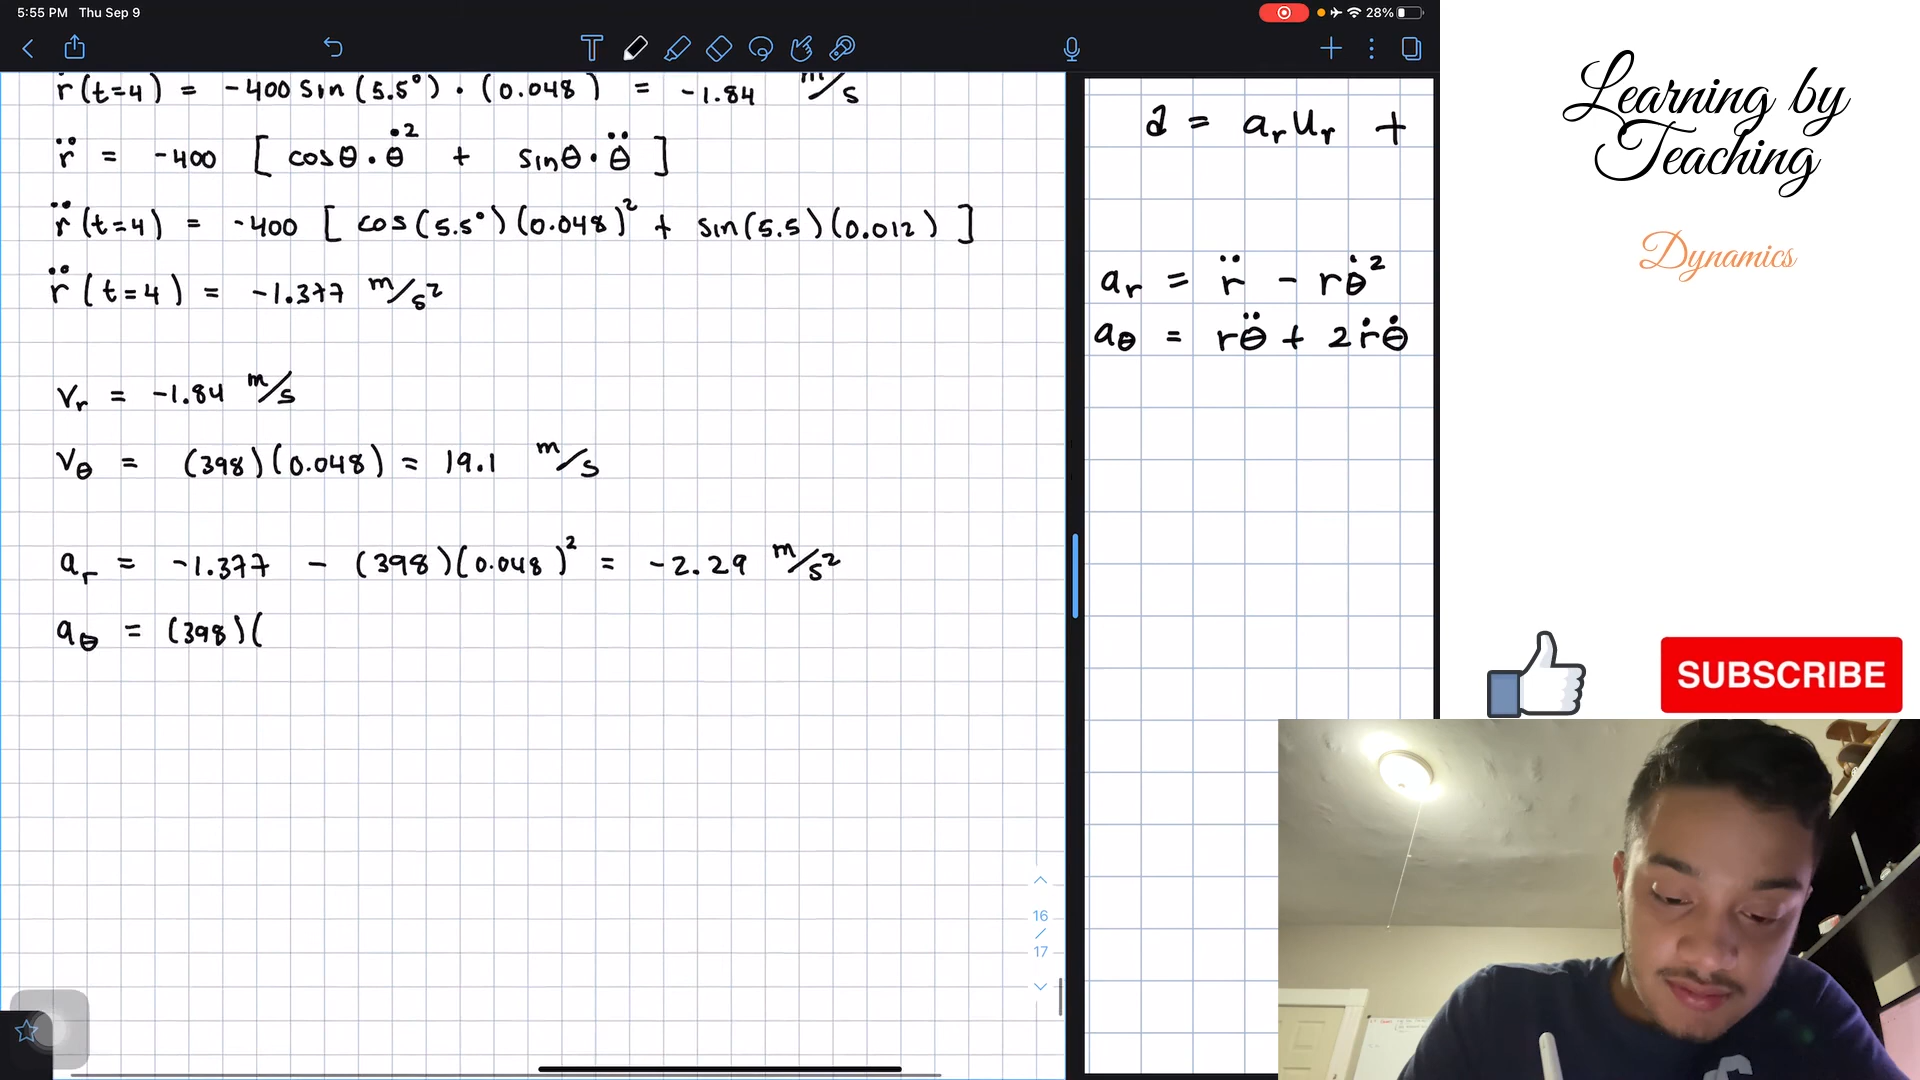 5:55 PM Thu Sep 9
28%
T
ṙ (t=4) = -400 sin (5.5°) · (0.048) = -1.84 m/s
r̈ = -400 [ cosθ · θ̇² + sinθ · θ̈ ]
r̈ (t=4) = -400 [ cos(5.5°)(0.048)² + sin(5.5)(0.012) ]
r̈ (t=4) = -1.377 m/s²
Vr = -1.84 m/s
Vθ = (398)(0.048) = 19.1 m/s
ar = -1.377 - (398)(0.048)² = -2.29 m/s²
aθ = (398)(
16
/
17
a = ar ur +
ar = r̈ - rθ̇²
aθ = rθ̈ + 2ṙθ̇
Learning by
Teaching
Dynamics
SUBSCRIBE